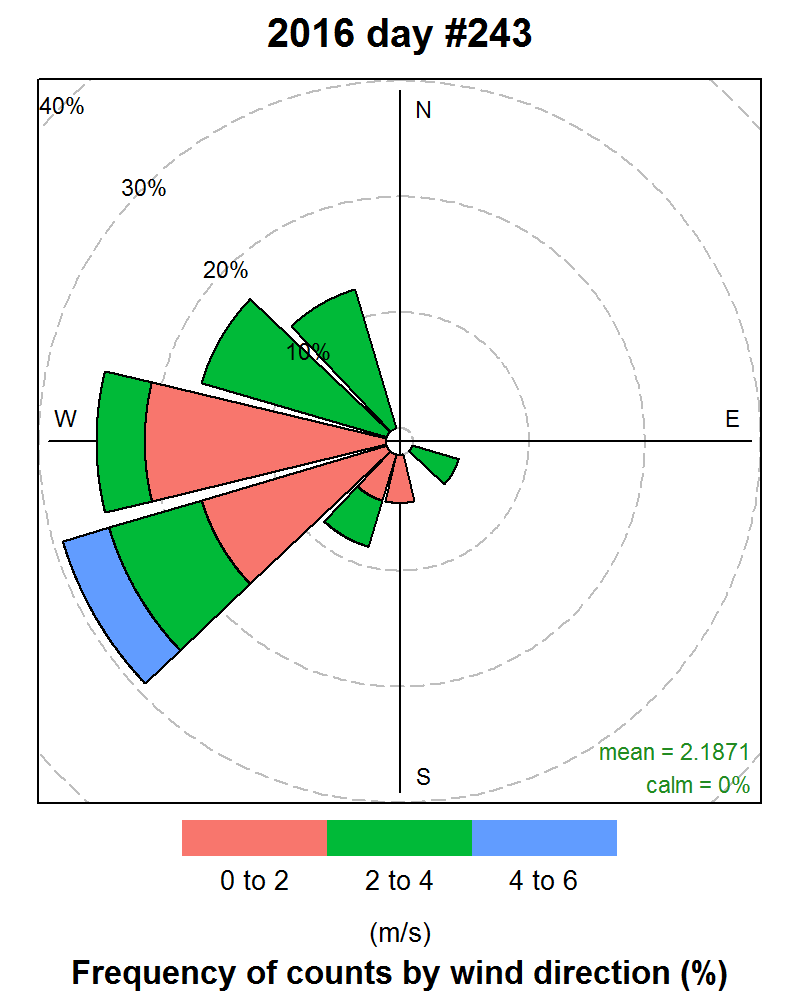 2016 day #243
40%
N
30%
20%
10%
W
E
S
mean = 2.1871
calm = 0%
0 to 2 2 to 4 4 to 6
(m/s)
Frequency of counts by wind direction (%)